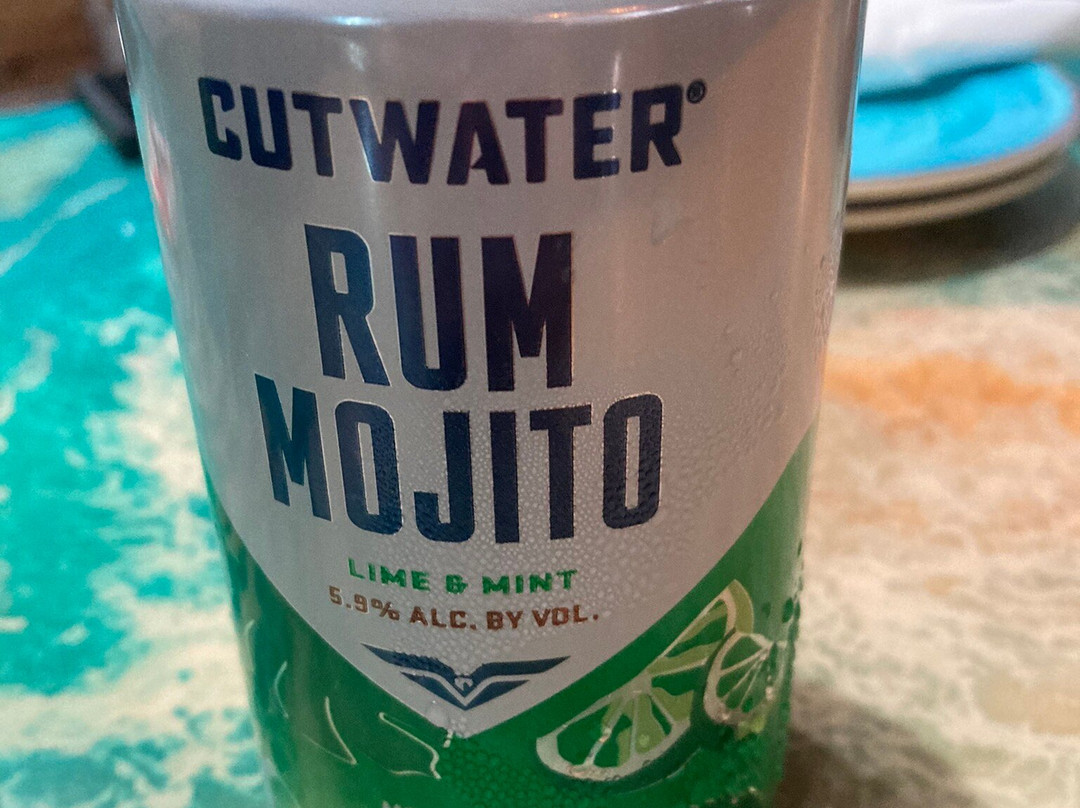 CUTWATER®
RUM
MOJITO
LIME & MINT
5.9% ALC. BY VOL.